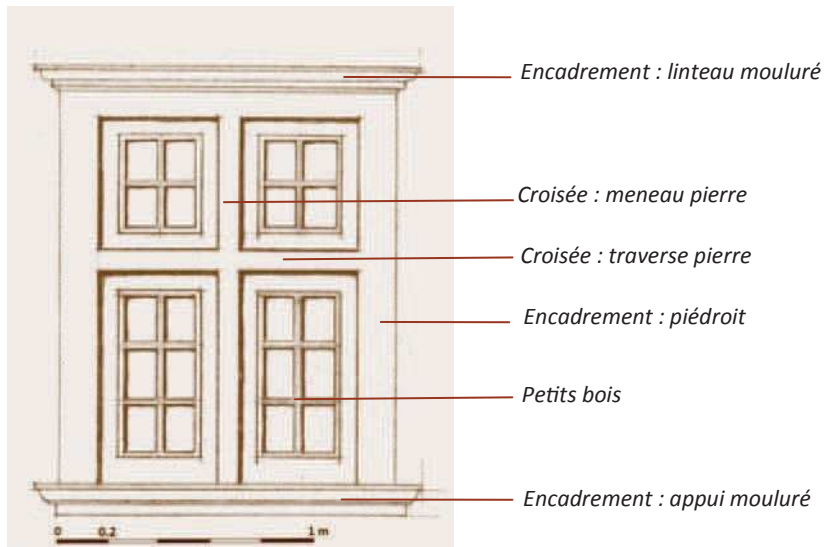 Encadrement : linteau mouluré
Croisée : meneau pierre
Croisée : traverse pierre
Encadrement : piédroit
Petits bois
Encadrement : appui mouluré
0 0.2 1 m